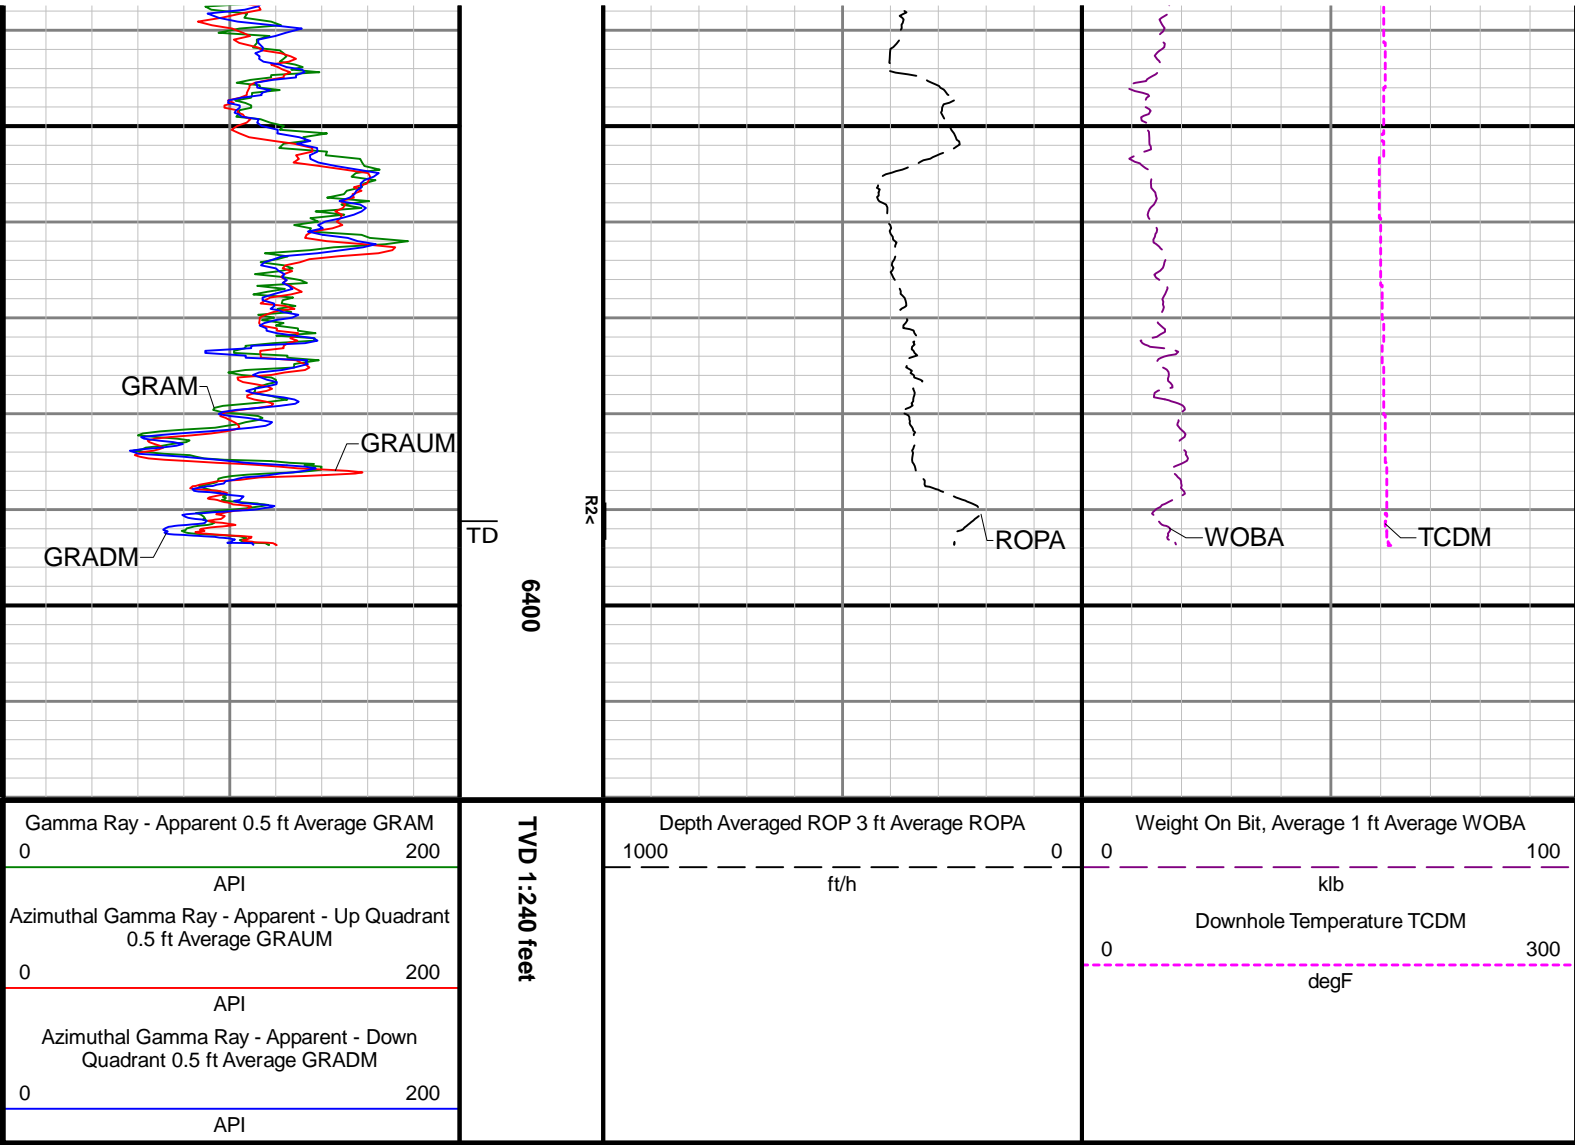 GRAM
GRAUM
GRADM
TD
6400
R2<
ROPA
WOBA
TCDM
Gamma Ray - Apparent 0.5 ft Average GRAM
0 200
API
Azimuthal Gamma Ray - Apparent - Up Quadrant
0.5 ft Average GRAUM
0 200
API
Azimuthal Gamma Ray - Apparent - Down
Quadrant 0.5 ft Average GRADM
0 200
API
TVD 1:240 feet
Depth Averaged ROP 3 ft Average ROPA
1000 0
ft/h
Weight On Bit, Average 1 ft Average WOBA
0 100
klb
Downhole Temperature TCDM
0 300
degF